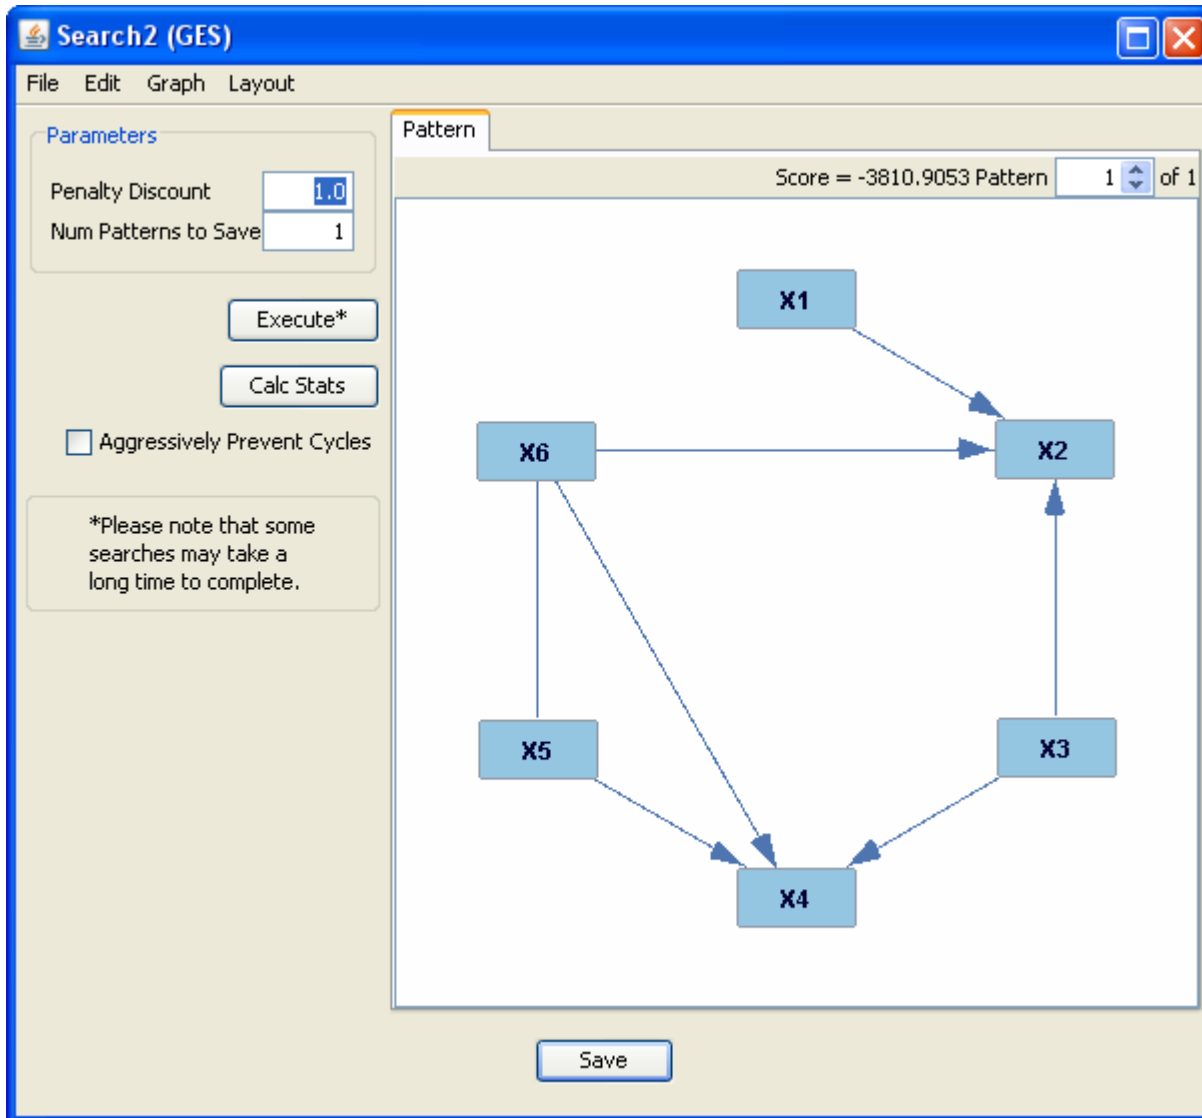 Search2 (GES)
File Edit Graph Layout
Parameters
Penalty Discount 1.0
Num Patterns to Save 1
Execute*
Calc Stats
Aggressively Prevent Cycles
*Please note that some
searches may take a
long time to complete.
Pattern
Score = -3810.9053 Pattern 1 of 1
X1
X6
X2
X5
X3
X4
Save